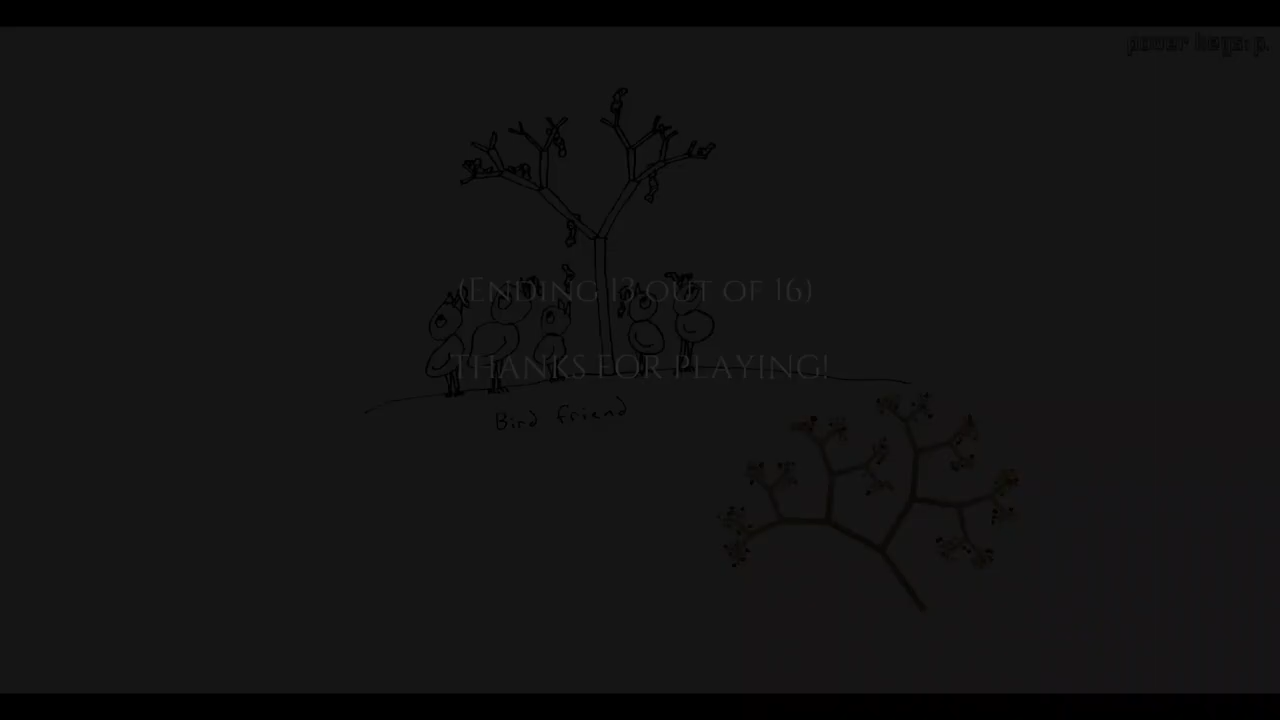 (Ending 13 out of 16)
Thanks for playing!
Bird friend